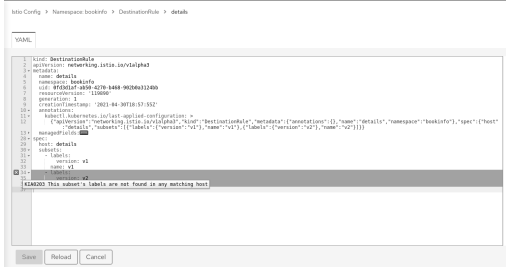 Istio Config > Namespace: bookinfo > DestinationRule > details
YAML
1 kind: DestinationRule
2 apiVersion: networking.istio.io/v1alpha3
3 metadata:
4 name: details
5 namespace: bookinfo
6 uid: 0fd3d1af-ab50-4270-b468-902b0a3124bb
7 resourceVersion: '119890'
8 generation: 1
9 creationTimestamp: '2021-04-30T18:57:55Z'
10 annotations:
11 kubectl.kubernetes.io/last-applied-configuration: >
12 {"apiVersion":"networking.istio.io/v1alpha3","kind":"DestinationRule","metadata":{"annotations":{},"name":"details","namespace":"bookinfo"},"spec":{"host"
:"details","subsets":[{"labels":{"version":"v1"},"name":"v1"},{"labels":{"version":"v2"},"name":"v2"}]}}
13 managedFields:
28 spec:
29 host: details
30 subsets:
31 - labels:
32 version: v1
33 name: v1
34 - labels:
35 version: v2
KIA0203 This subset's labels are not found in any matching host
Save Reload Cancel